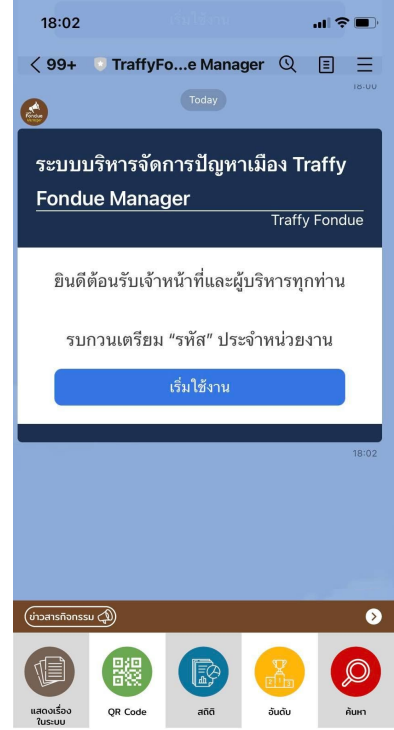 18:02
99+ TraffyFo...e Manager
18:00
Today
ระบบบริหารจัดการปัญหาเมือง Traffy
Fondue Manager
Traffy Fondue
ยินดีต้อนรับเจ้าหน้าที่และผู้บริหารทุกท่าน
รบกวนเตรียม “รหัส” ประจำหน่วยงาน
เริ่มใช้งาน
18:02
ข่าวสารกิจกรรม
แสดงเรื่อง
ในระบบ
QR Code
สถิติ
อันดับ
ค้นหา